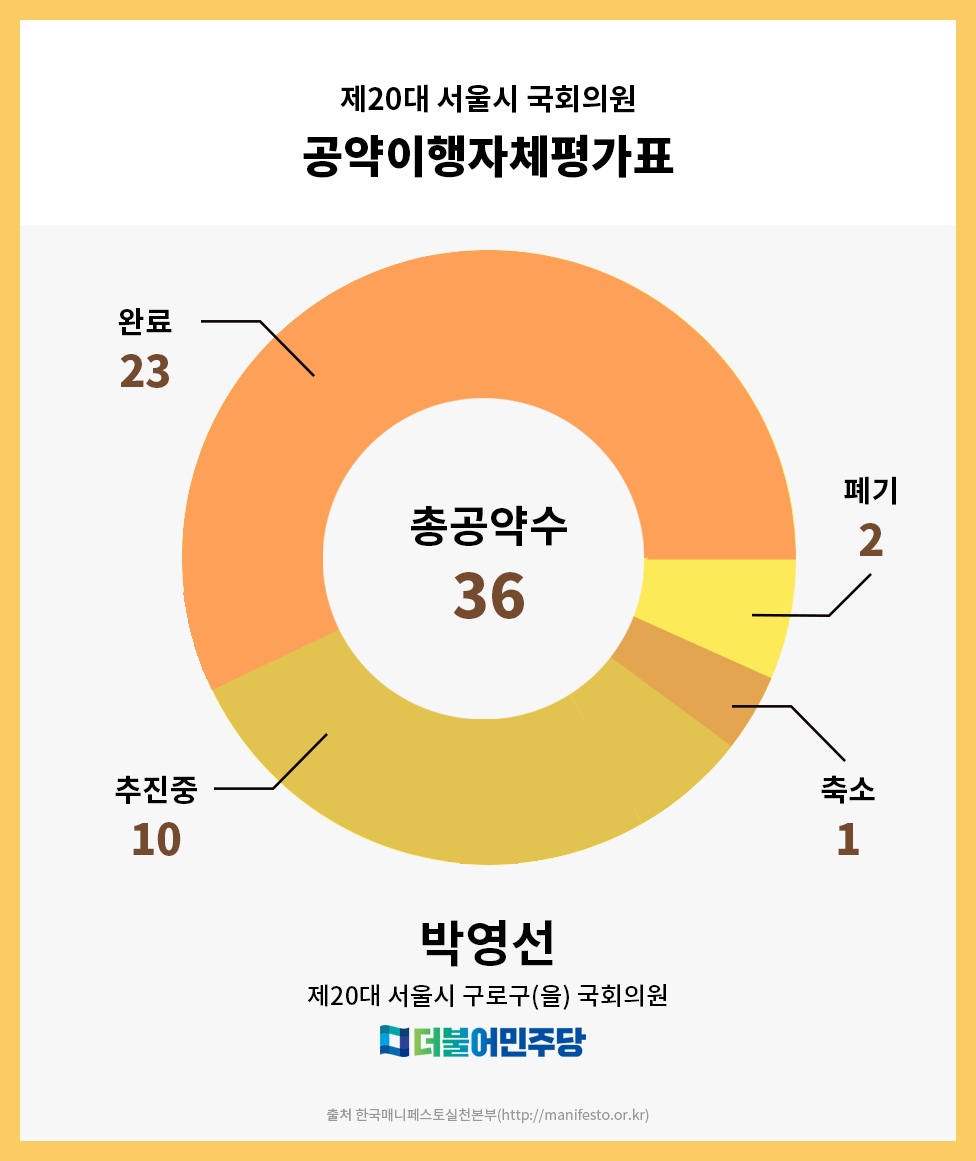 제20대 서울시 국회의원
공약이행자체평가표
완료
23
폐기
2
총공약수
36
추진중
10
축소
1
박영선
제20대 서울시 구로구(을) 국회의원
더불어민주당
출처 한국매니페스토실천본부(http://manifesto.or.kr)